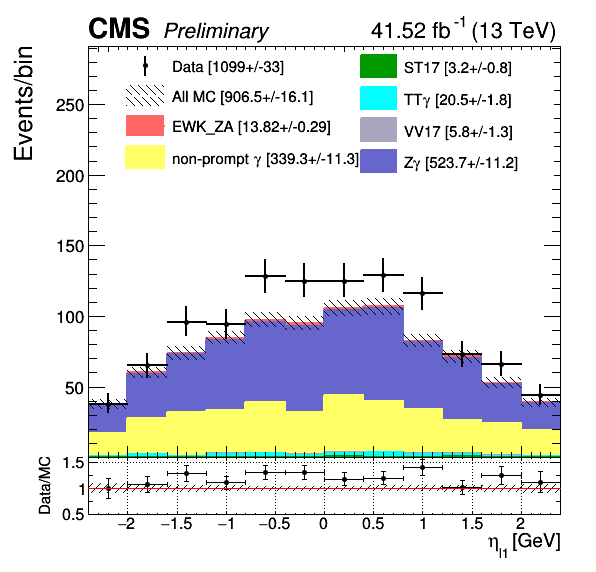 CMS Preliminary 41.52 fb⁻¹ (13 TeV)
Events/bin
Data [1099+/-33]
All MC [906.5+/-16.1]
EWK_ZA [13.82+/-0.29]
non-prompt γ [339.3+/-11.3]
ST17 [3.2+/-0.8]
TTγ [20.5+/-1.8]
VV17 [5.8+/-1.3]
Zγ [523.7+/-11.2]
250
200
150
100
50
Data/MC
1.5
1
0.5
−2 −1.5 −1 −0.5 0 0.5 1 1.5 2
η_l1 [GeV]